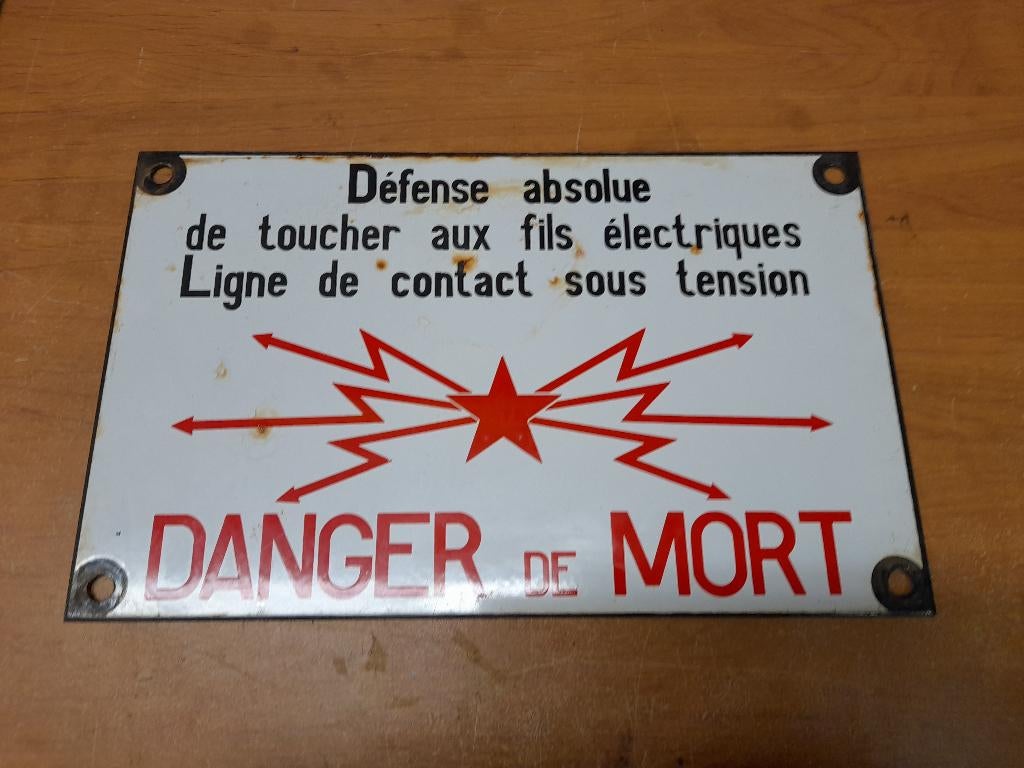 Défense absolue
de toucher aux fils électriques
Ligne de contact sous tension
DANGER DE MORT